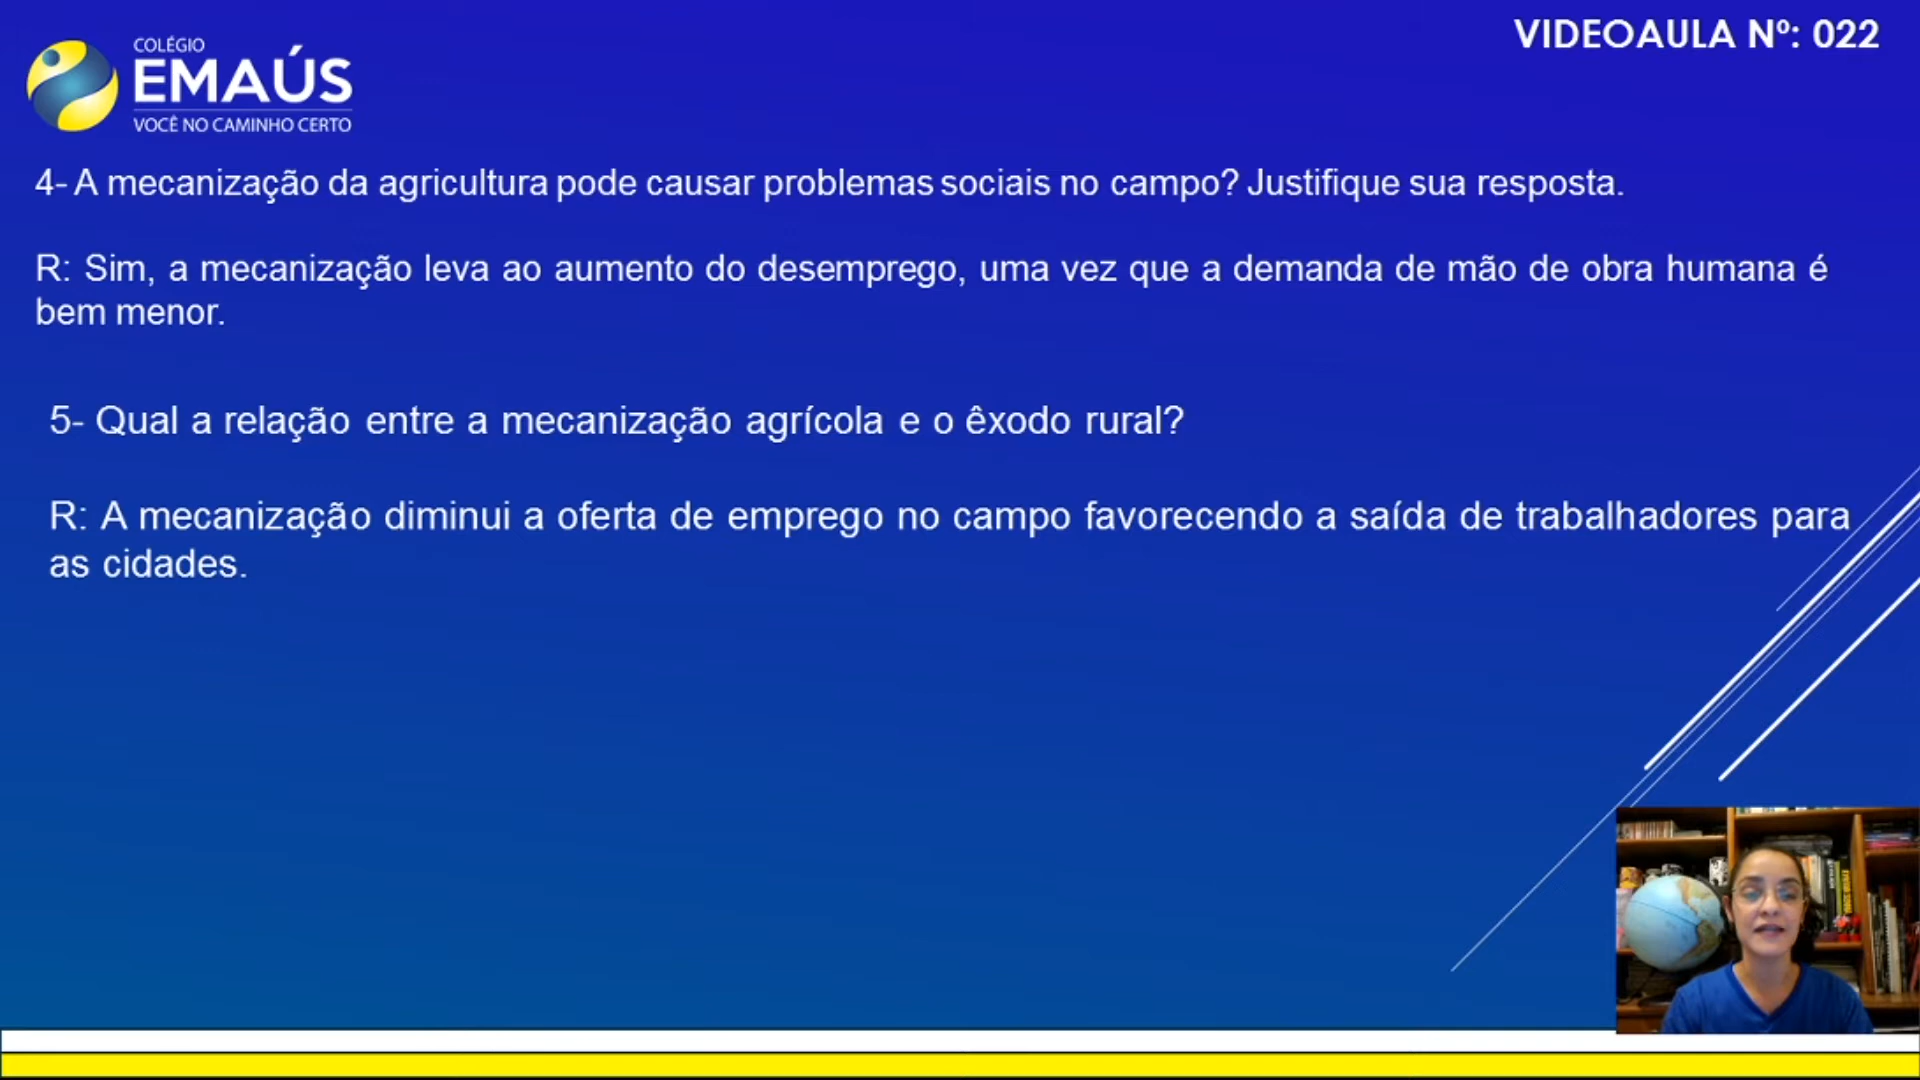 VIDEOAULA Nº: 022
COLÉGIO
EMAÚS
VOCÊ NO CAMINHO CERTO
4- A mecanização da agricultura pode causar problemas sociais no campo? Justifique sua resposta.
R: Sim, a mecanização leva ao aumento do desemprego, uma vez que a demanda de mão de obra humana é
bem menor.
5- Qual a relação entre a mecanização agrícola e o êxodo rural?
R: A mecanização diminui a oferta de emprego no campo favorecendo a saída de trabalhadores para
as cidades.